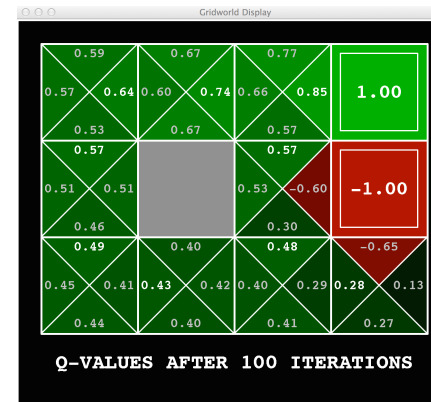 Gridworld Display
0.59 0.67 0.77
0.57 0.64 0.60 0.74 0.66 0.85 1.00
0.53 0.67 0.57
0.57 0.57
0.51 0.51 0.53 -0.60 -1.00
0.46 0.30
0.49 0.40 0.48 -0.65
0.45 0.41 0.43 0.42 0.40 0.29 0.28 0.13
0.44 0.40 0.41 0.27
Q-VALUES AFTER 100 ITERATIONS